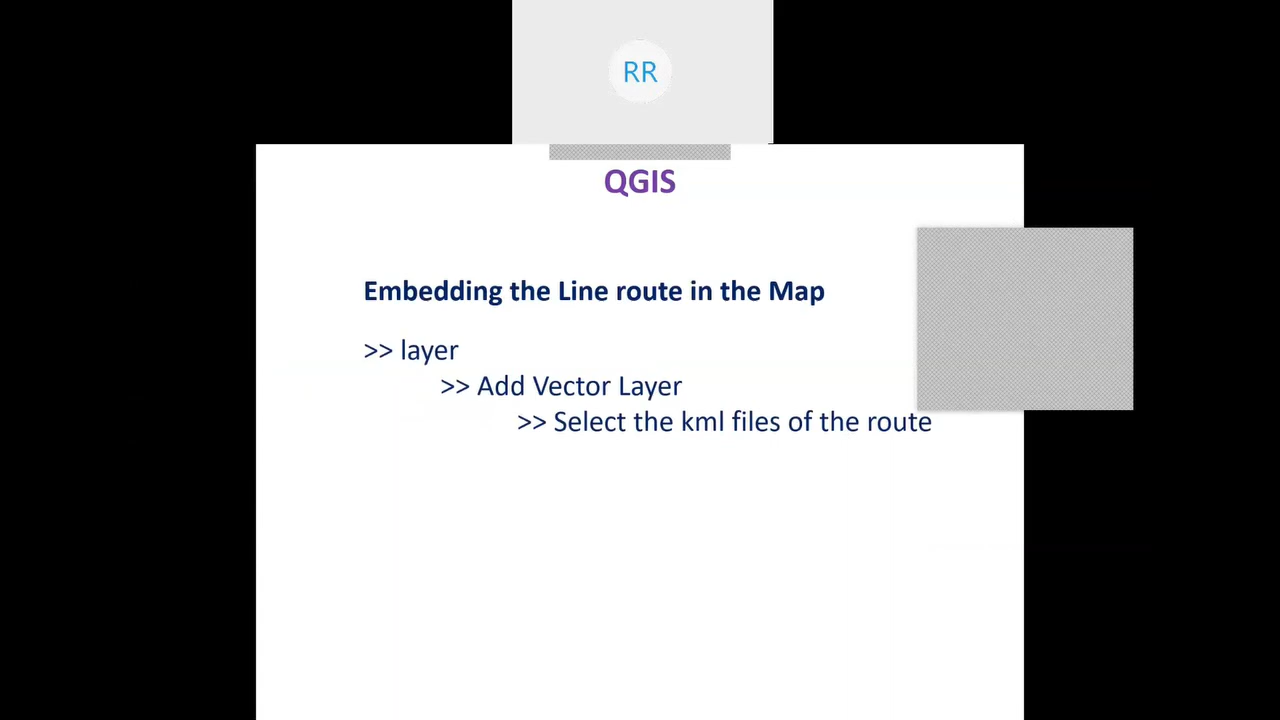 RR
QGIS
Embedding the Line route in the Map
>> layer
>> Add Vector Layer
>> Select the kml files of the route